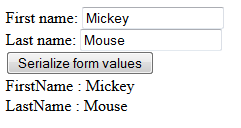 First name: Mickey
Last name: Mouse
Serialize form values
FirstName : Mickey
LastName : Mouse